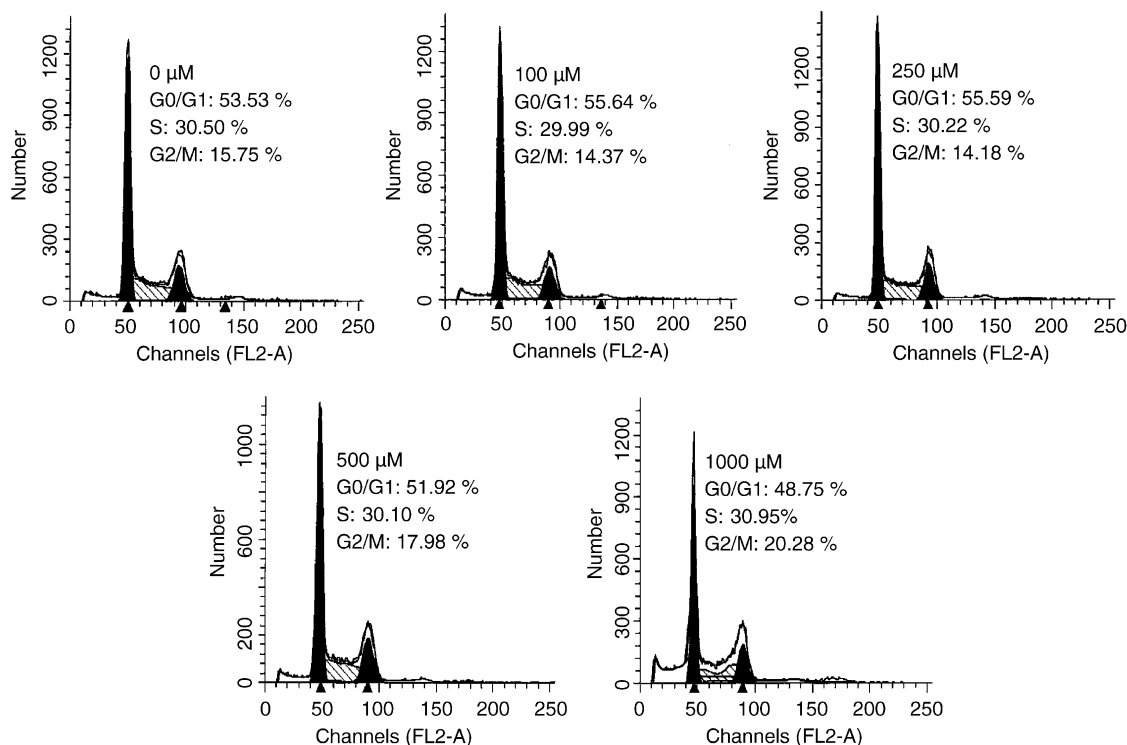 1200
900
600
300
0
Number
0 µM
G0/G1: 53.53 %
S: 30.50 %
G2/M: 15.75 %
0 50 100 150 200 250
Channels (FL2-A)
1200
900
600
300
0
Number
100 µM
G0/G1: 55.64 %
S: 29.99 %
G2/M: 14.37 %
0 50 100 150 200 250
Channels (FL2-A)
1200
900
600
300
0
Number
250 µM
G0/G1: 55.59 %
S: 30.22 %
G2/M: 14.18 %
0 50 100 150 200 250
Channels (FL2-A)
1000
600
200
0
Number
500 µM
G0/G1: 51.92 %
S: 30.10 %
G2/M: 17.98 %
0 50 100 150 200 250
Channels (FL2-A)
1200
900
600
300
0
Number
1000 µM
G0/G1: 48.75 %
S: 30.95%
G2/M: 20.28 %
0 50 100 150 200 250
Channels (FL2-A)